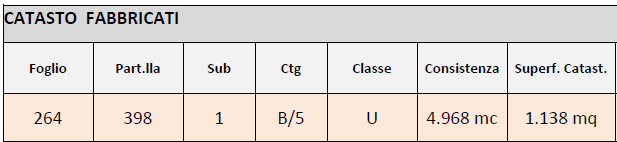 CATASTO FABBRICATI
Foglio Part.lla Sub Ctg Classe Consistenza Superf. Catast.
264 398 1 B/5 U 4.968 mc 1.138 mq